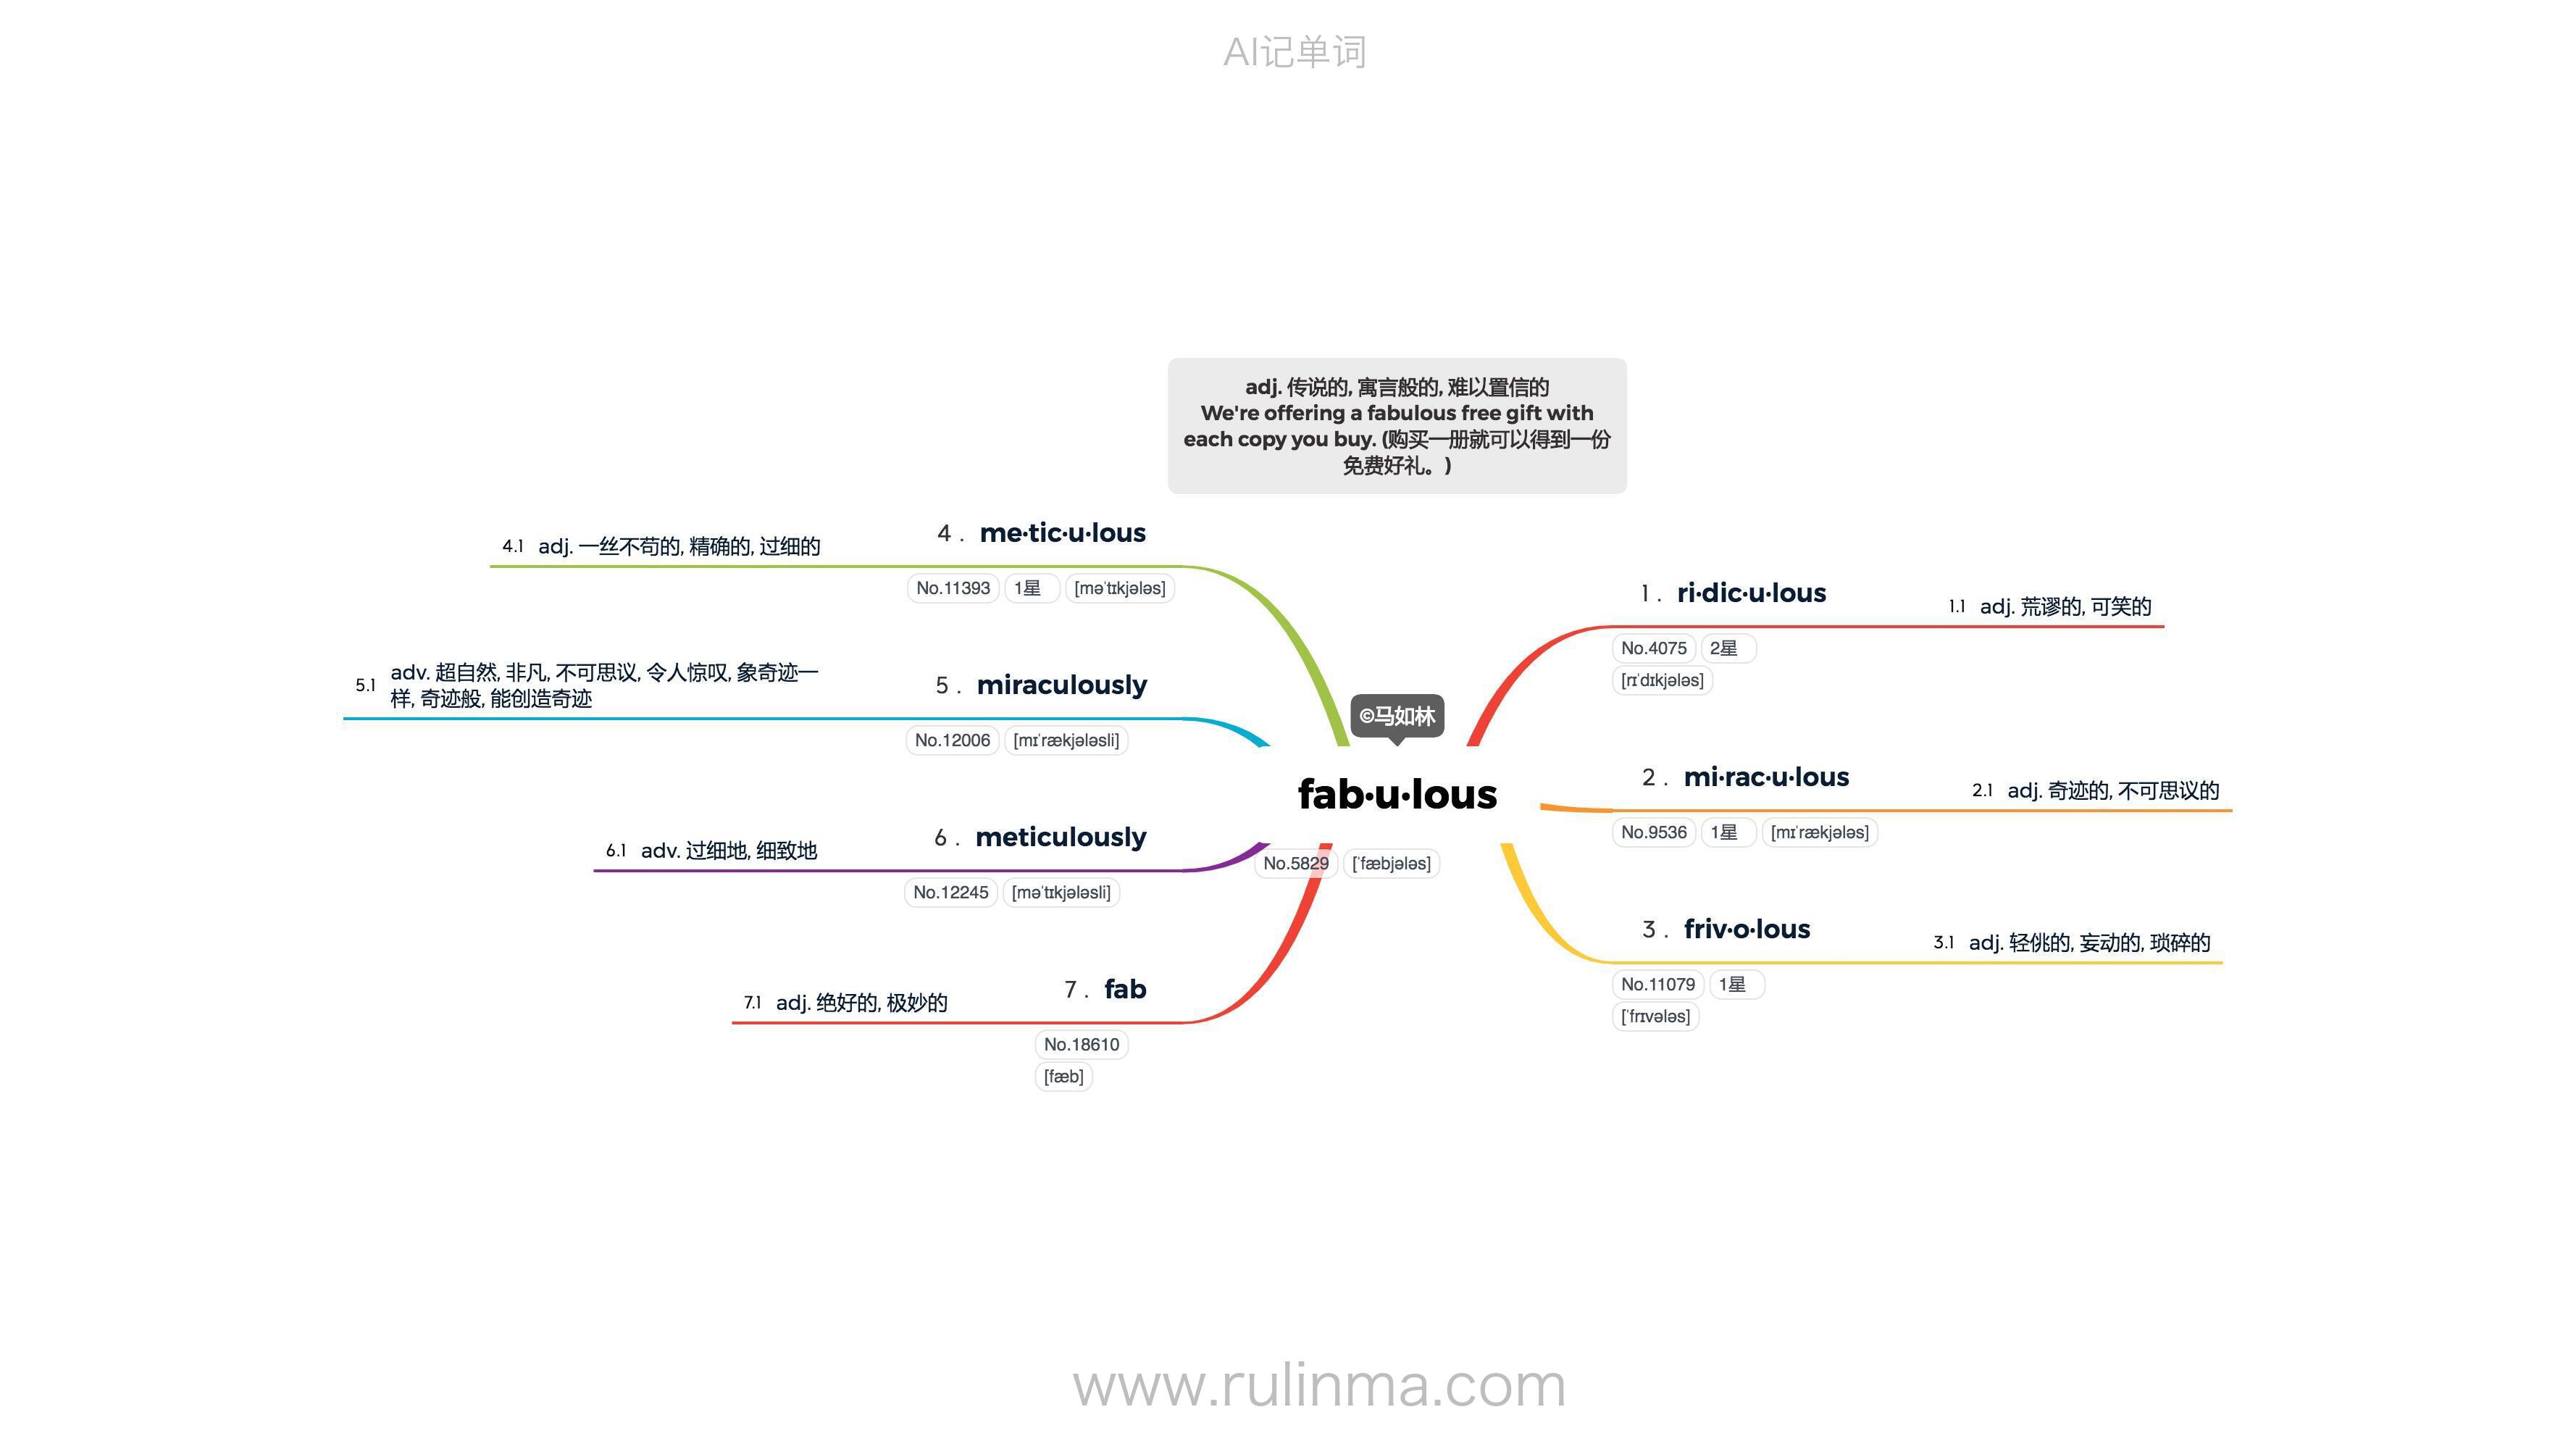 AI记单词
adj. 传说的, 寓言般的, 难以置信的
We're offering a fabulous free gift with
each copy you buy. (购买一册就可以得到一份
免费好礼。)
©马如林
fab·u·lous
No.5829 [ˈfæbjələs]
1 . ri·dic·u·lous
No.4075 2星
[rɪˈdɪkjələs]
1.1 adj. 荒谬的, 可笑的
2 . mi·rac·u·lous
No.9536 1星 [mɪˈrækjələs]
2.1 adj. 奇迹的, 不可思议的
3 . friv·o·lous
No.11079 1星
[ˈfrɪvələs]
3.1 adj. 轻佻的, 妄动的, 琐碎的
4 . me·tic·u·lous
No.11393 1星 [məˈtɪkjələs]
4.1 adj. 一丝不苟的, 精确的, 过细的
5 . miraculously
No.12006 [mɪˈrækjələsli]
5.1 adv. 超自然, 非凡, 不可思议, 令人惊叹, 象奇迹一
样, 奇迹般, 能创造奇迹
6 . meticulously
No.12245 [məˈtɪkjələsli]
6.1 adv. 过细地, 细致地
7 . fab
No.18610
[fæb]
7.1 adj. 绝好的, 极妙的
www.rulinma.com